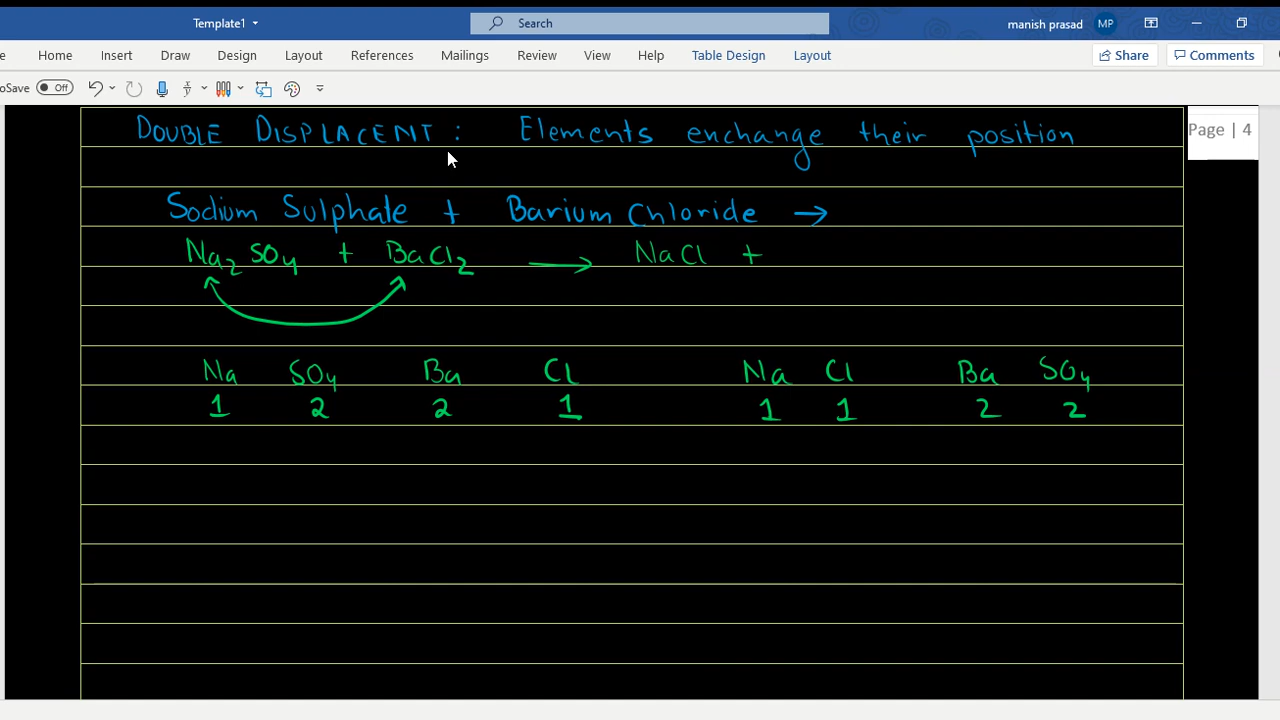 Template1
Search
manish prasad MP
e Home Insert Draw Design Layout References Mailings Review View Help Table Design Layout Share Comments
oSave Off
DOUBLE DISPLACENT : Elements enchange their position
Page | 4
Sodium Sulphate + Barium Chloride →
Na₂SO₄ + BaCl₂ → NaCl +
Na SO₄ Ba Cl Na Cl Ba SO₄
1 2 2 1 1 1 2 2